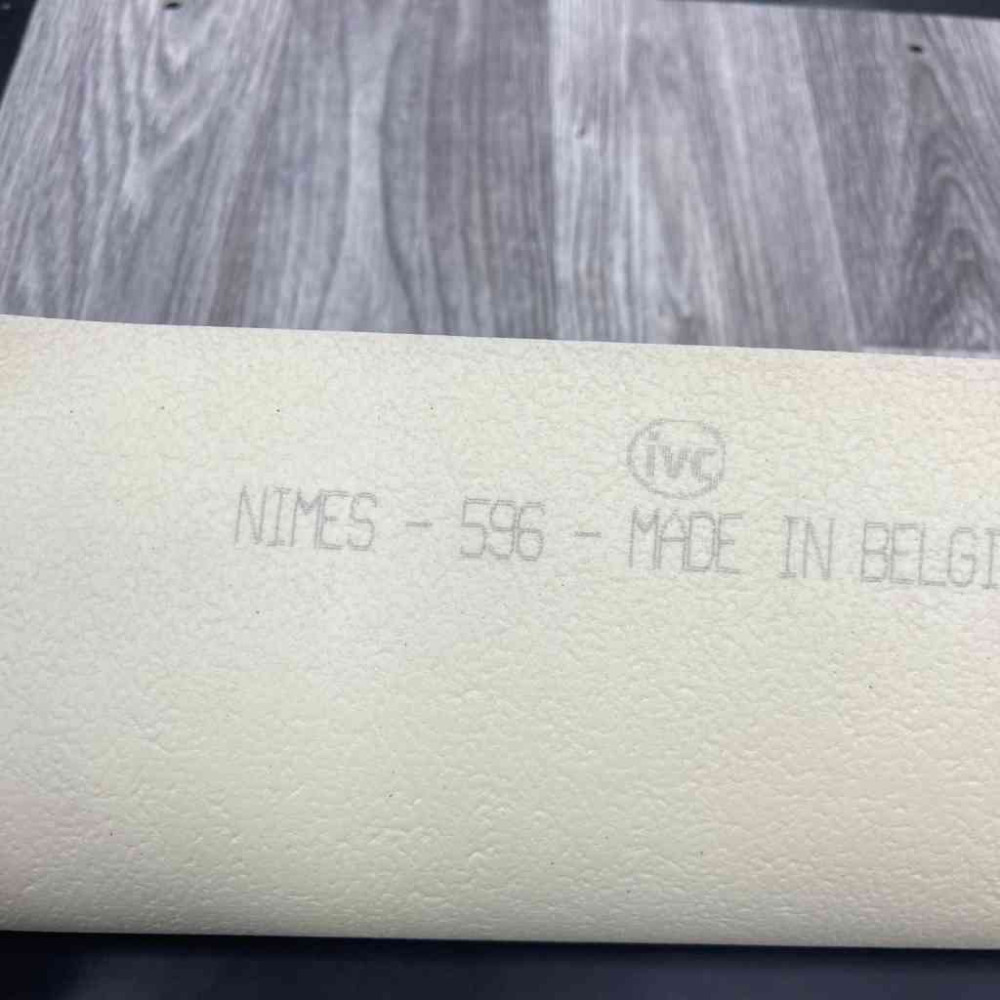 ivc
NIMES - 596 - MADE IN BELGI